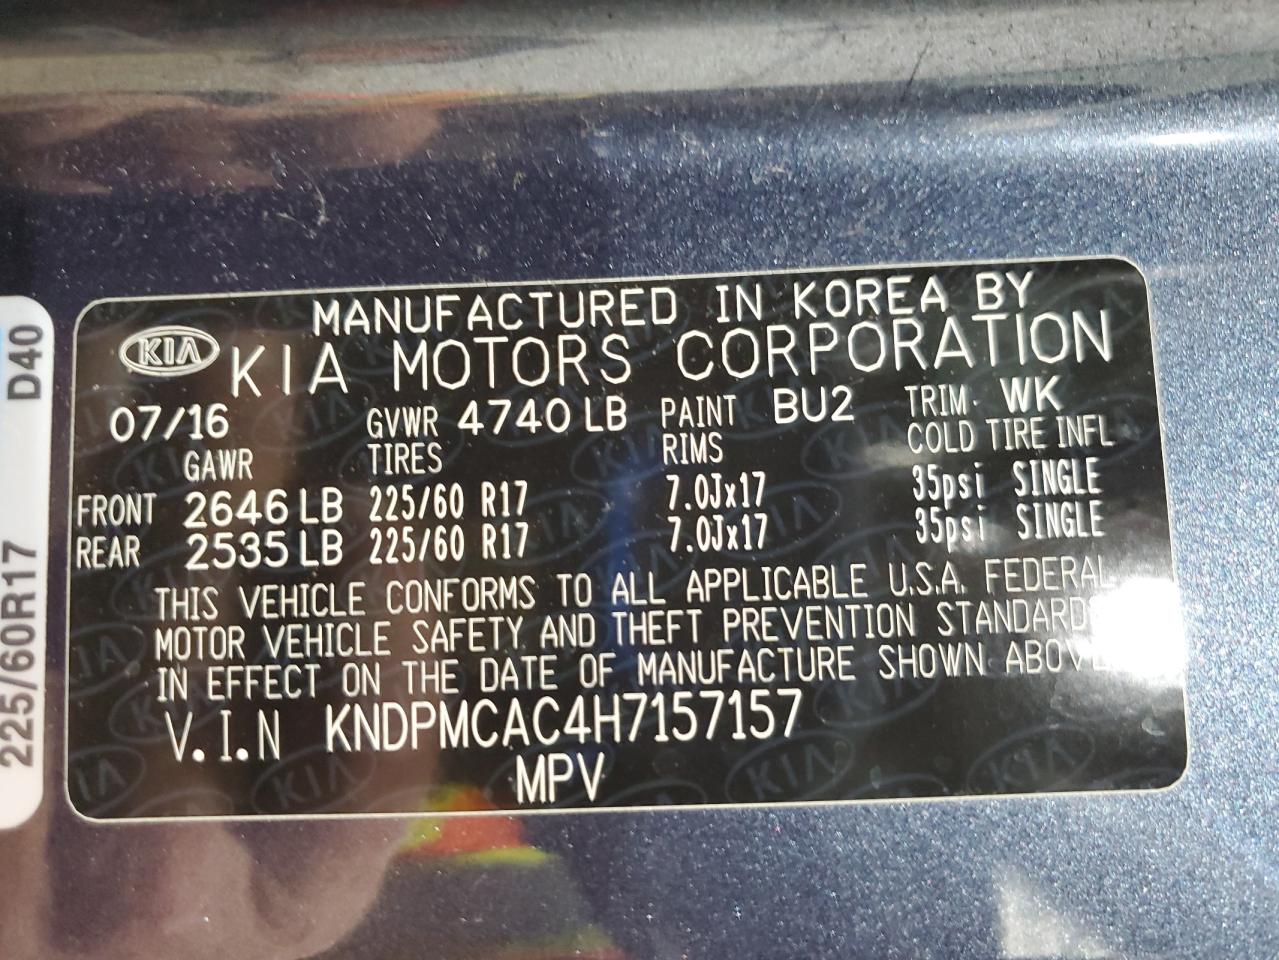 MANUFACTURED IN KOREA BY
KIA KIA MOTORS CORPORATION
07/16 GVWR 4740 LB PAINT BU2 TRIM WK
GAWR TIRES RIMS COLD TIRE INFL
FRONT 2646 LB 225/60 R17 7.0Jx17 35psi SINGLE
REAR 2535 LB 225/60 R17 7.0Jx17 35psi SINGLE
THIS VEHICLE CONFORMS TO ALL APPLICABLE U.S.A. FEDERAL
MOTOR VEHICLE SAFETY AND THEFT PREVENTION STANDARDS
IN EFFECT ON THE DATE OF MANUFACTURE SHOWN ABOVE.
V.I.N KNDPMCAC4H7157157
MPV
225/60R17 D40